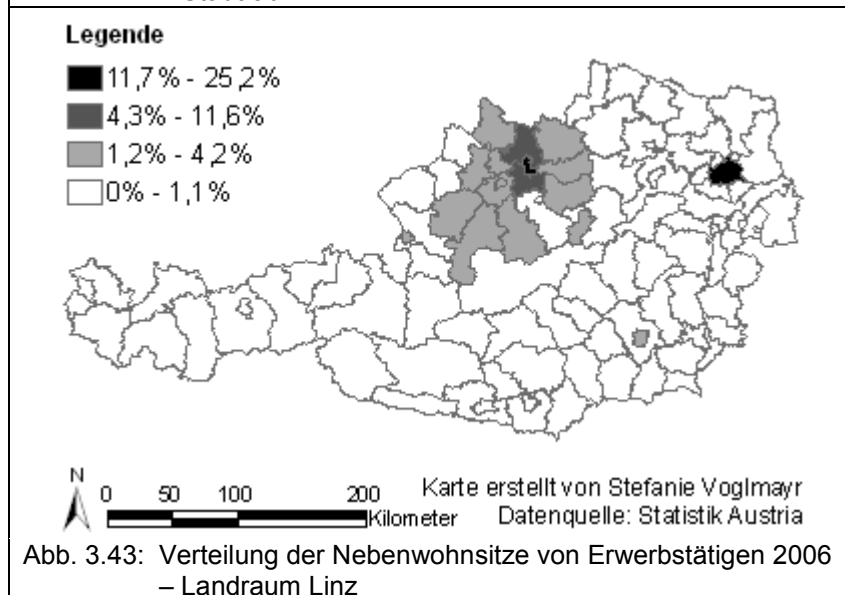 Legende
11,7% - 25,2%
4,3% - 11,6%
1,2% - 4,2%
0% - 1,1%
L
N
0 50 100 200
Kilometer
Karte erstellt von Stefanie Voglmayr
Datenquelle: Statistik Austria
Abb. 3.43: Verteilung der Nebenwohnsitze von Erwerbstätigen 2006
– Landraum Linz